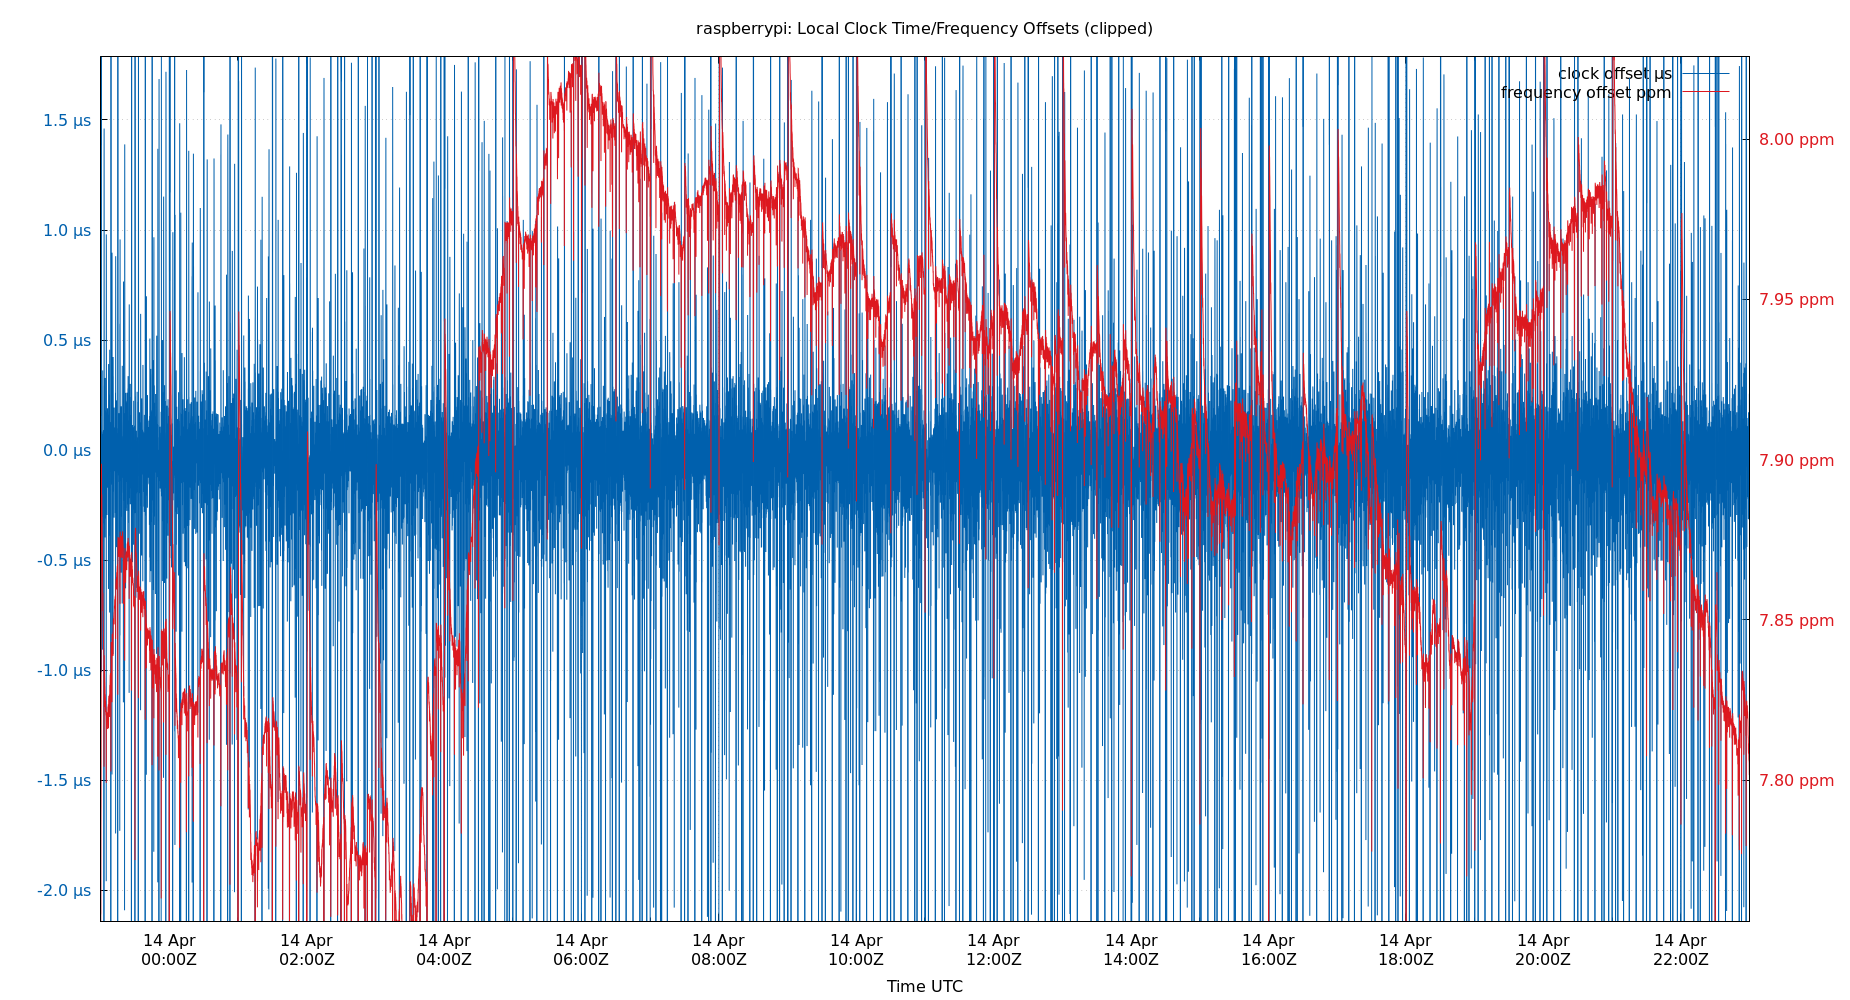 raspberrypi: Local Clock Time/Frequency Offsets (clipped)
clock offset µs
frequency offset ppm
1.5 µs
1.0 µs
0.5 µs
0.0 µs
-0.5 µs
-1.0 µs
-1.5 µs
-2.0 µs
8.00 ppm
7.95 ppm
7.90 ppm
7.85 ppm
7.80 ppm
14 Apr 14 Apr 14 Apr 14 Apr 14 Apr 14 Apr 14 Apr 14 Apr 14 Apr 14 Apr 14 Apr 14 Apr
00:00Z 02:00Z 04:00Z 06:00Z 08:00Z 10:00Z 12:00Z 14:00Z 16:00Z 18:00Z 20:00Z 22:00Z
Time UTC